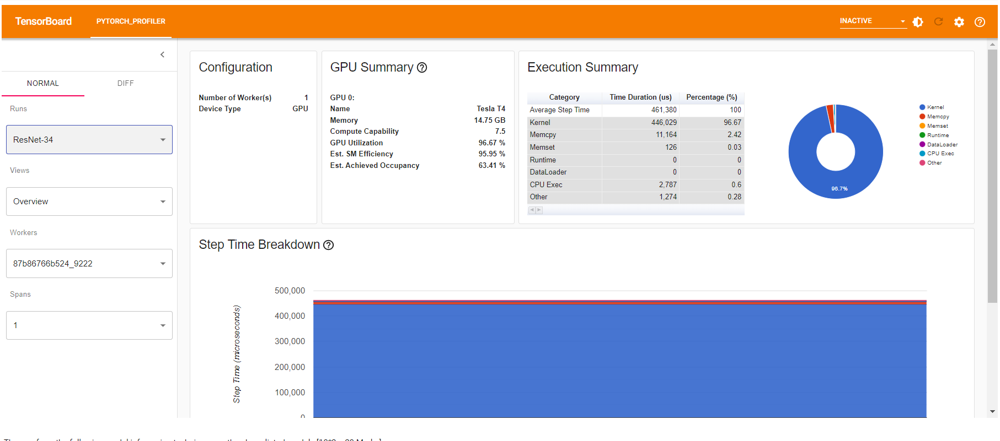 TensorBoard
PYTORCH_PROFILER
INACTIVE
NORMAL
DIFF
Runs
ResNet-34
Views
Overview
Workers
87b86766b524_9222
Spans
1
Configuration
Number of Worker(s) 1
Device Type GPU
GPU Summary
GPU 0:
Name Tesla T4
Memory 14.75 GB
Compute Capability 7.5
GPU Utilization 96.67 %
Est. SM Efficiency 95.95 %
Est. Achieved Occupancy 63.41 %
Execution Summary
Category Time Duration (us) Percentage (%)
Average Step Time 461,380 100
Kernel 446,029 96.67
Memcpy 11,164 2.42
Memset 126 0.03
Runtime 0 0
DataLoader 0 0
CPU Exec 2,787 0.6
Other 1,274 0.28
96.7%
Kernel
Memcpy
Memset
Runtime
DataLoader
CPU Exec
Other
Step Time Breakdown
Step Time (microseconds)
500,000
400,000
300,000
200,000
100,000
0